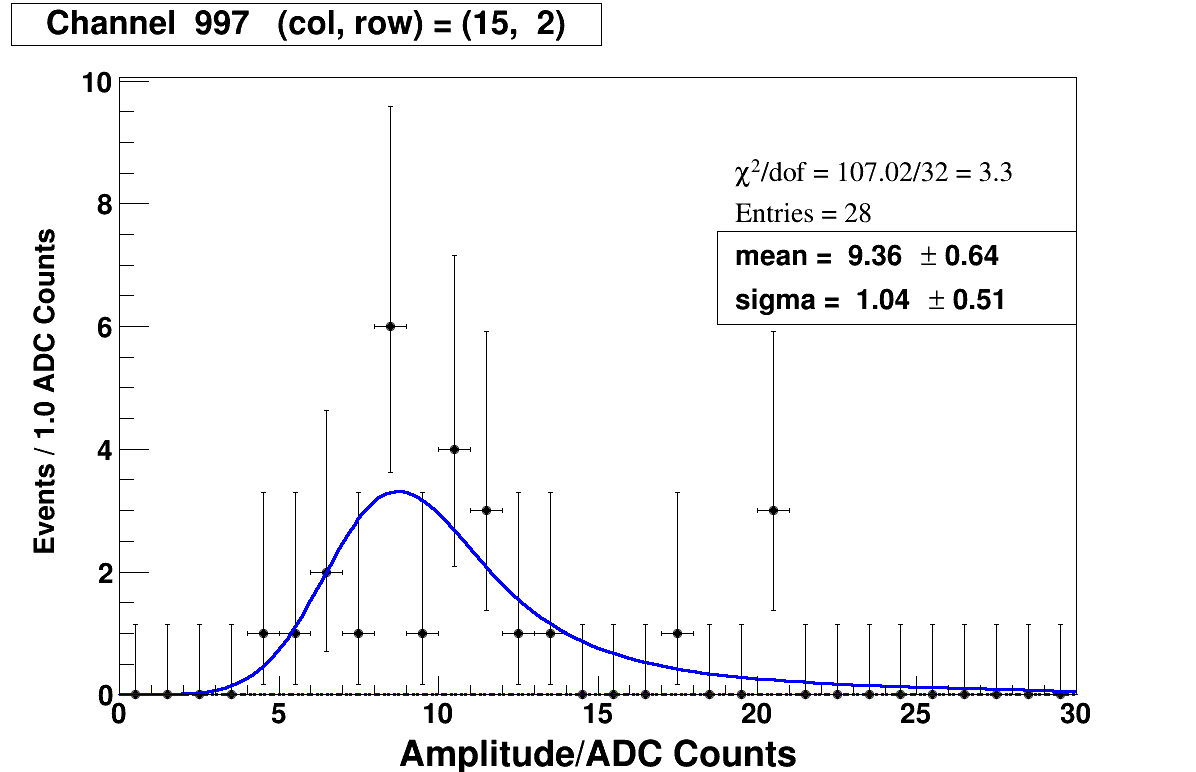 Channel 997 (col, row) = (15, 2)
10
8
6
4
2
0
Events / 1.0 ADC Counts
χ²/dof = 107.02/32 = 3.3
Entries = 28
mean = 9.36 ± 0.64
sigma = 1.04 ± 0.51
0 5 10 15 20 25 30
Amplitude/ADC Counts